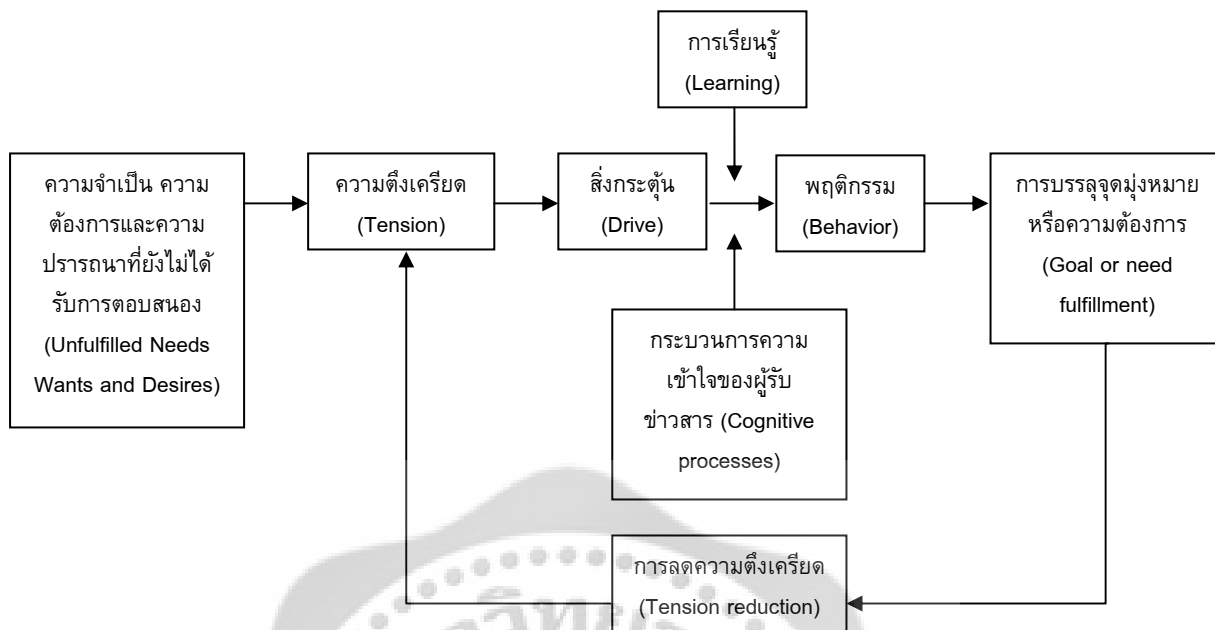 การเรียนรู้
(Learning)
ความจำเป็น ความ
ต้องการและความ
ปรารถนาที่ยังไม่ได้
รับการตอบสนอง
(Unfulfilled Needs
Wants and Desires)
ความตึงเครียด
(Tension)
สิ่งกระตุ้น
(Drive)
พฤติกรรม
(Behavior)
การบรรลุจุดมุ่งหมาย
หรือความต้องการ
(Goal or need
fulfillment)
กระบวนการความ
เข้าใจของผู้รับ
ข่าวสาร (Cognitive
processes)
การลดความตึงเครียด
(Tension reduction)